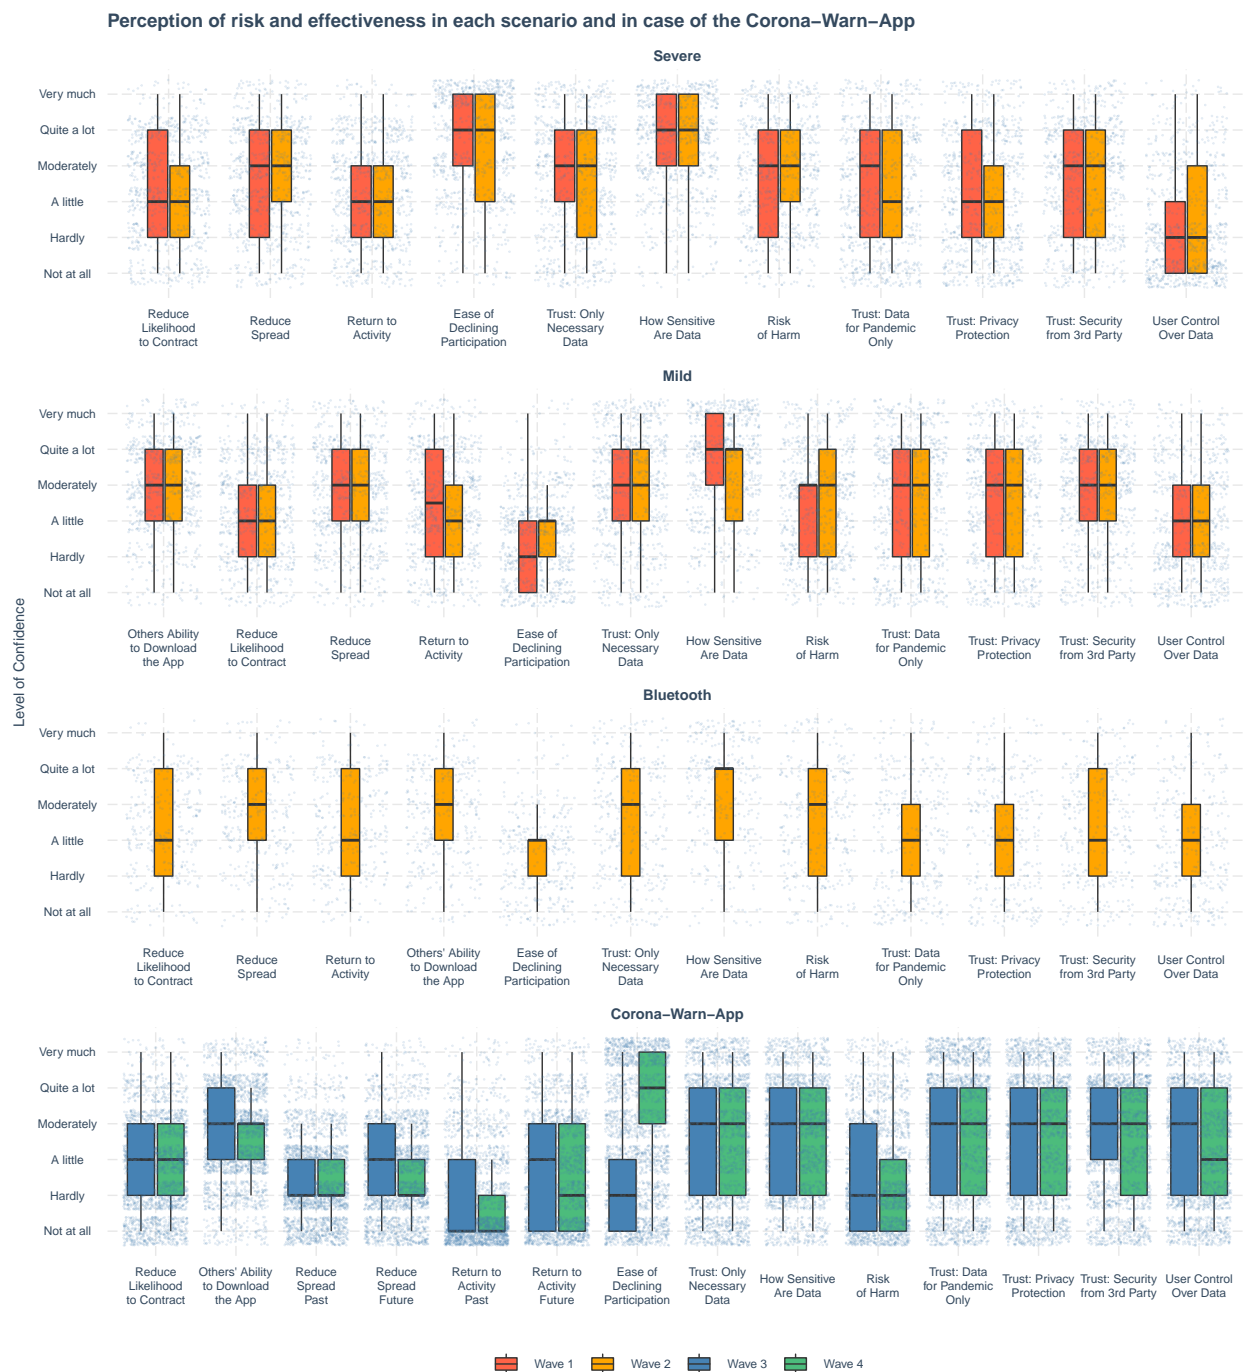 Perception of risk and effectiveness in each scenario and in case of the Corona−Warn−App
Level of Confidence
Severe
Very much
Quite a lot
Moderately
A little
Hardly
Not at all
Reduce
Likelihood
to Contract
Reduce
Spread
Return to
Activity
Ease of
Declining
Participation
Trust: Only
Necessary
Data
How Sensitive
Are Data
Risk
of Harm
Trust: Data
for Pandemic
Only
Trust: Privacy
Protection
Trust: Security
from 3rd Party
User Control
Over Data
Mild
Very much
Quite a lot
Moderately
A little
Hardly
Not at all
Others Ability
to Download
the App
Reduce
Likelihood
to Contract
Reduce
Spread
Return to
Activity
Ease of
Declining
Participation
Trust: Only
Necessary
Data
How Sensitive
Are Data
Risk
of Harm
Trust: Data
for Pandemic
Only
Trust: Privacy
Protection
Trust: Security
from 3rd Party
User Control
Over Data
Bluetooth
Very much
Quite a lot
Moderately
A little
Hardly
Not at all
Reduce
Likelihood
to Contract
Reduce
Spread
Return to
Activity
Others' Ability
to Download
the App
Ease of
Declining
Participation
Trust: Only
Necessary
Data
How Sensitive
Are Data
Risk
of Harm
Trust: Data
for Pandemic
Only
Trust: Privacy
Protection
Trust: Security
from 3rd Party
User Control
Over Data
Corona−Warn−App
Very much
Quite a lot
Moderately
A little
Hardly
Not at all
Reduce
Likelihood
to Contract
Others' Ability
to Download
the App
Reduce
Spread
Past
Reduce
Spread
Future
Return to
Activity
Past
Return to
Activity
Future
Ease of
Declining
Participation
Trust: Only
Necessary
Data
How Sensitive
Are Data
Risk
of Harm
Trust: Data
for Pandemic
Only
Trust: Privacy
Protection
Trust: Security
from 3rd Party
User Control
Over Data
Wave 1
Wave 2
Wave 3
Wave 4